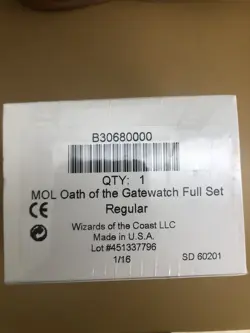 B30680000
QTY: 1
MOL Oath of the Gatewatch Full Set
Regular
CE
Wizards of the Coast LLC
Made in U.S.A.
Lot #451337796
1/16
SD 60201